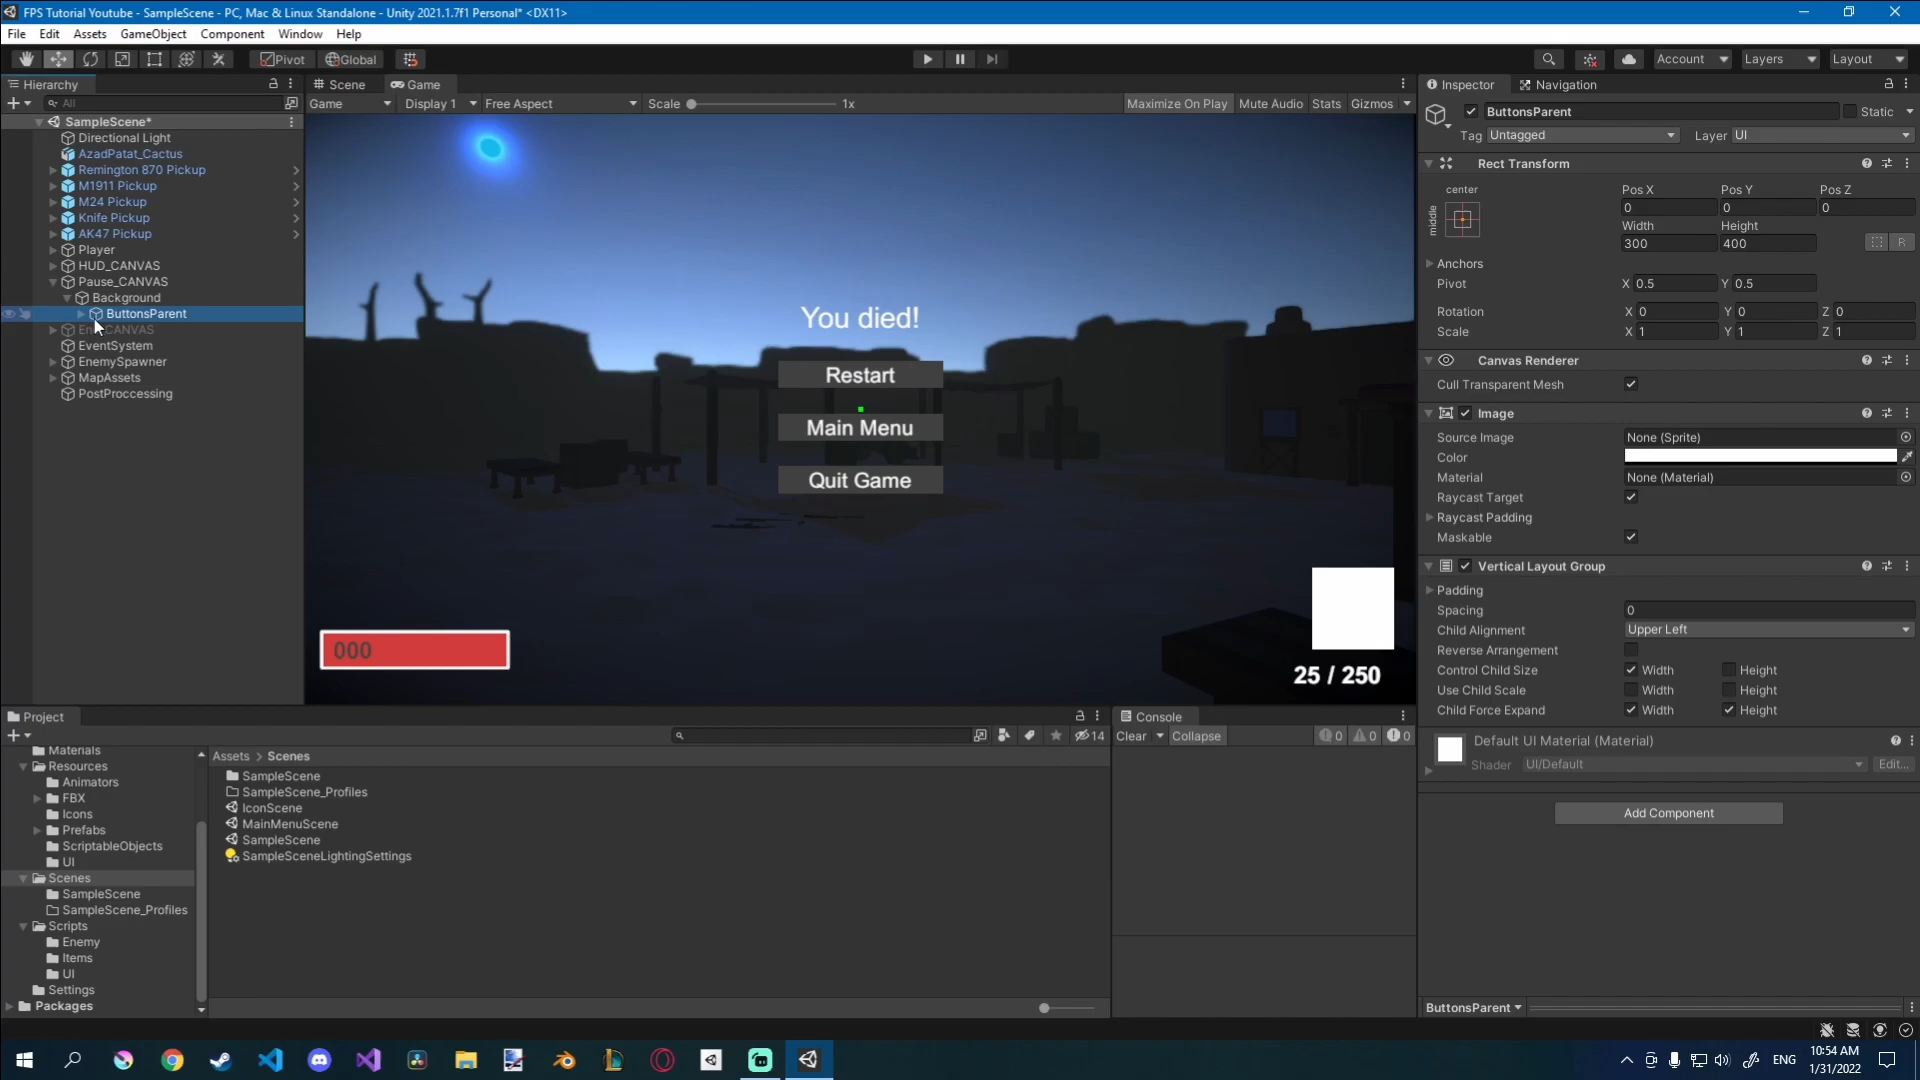 FPS Tutorial Youtube - SampleScene - PC, Mac & Linux Standalone - Unity 2021.1.7f1 Personal* <DX11>
File Edit Assets GameObject Component Window Help
Pivot Global Account Layers Layout
Hierarchy
All
SampleScene*
Directional Light
AzadPatat_Cactus
Remington 870 Pickup
M1911 Pickup
M24 Pickup
Knife Pickup
AK47 Pickup
Player
HUD_CANVAS
Pause_CANVAS
Background
ButtonsParent
CANVAS
EventSystem
EnemySpawner
MapAssets
PostProccessing
Scene Game
Game Display 1 Free Aspect Scale 1x Maximize On Play Mute Audio Stats Gizmos
You died!
Restart
Main Menu
Quit Game
000
25 / 250
Inspector Navigation
ButtonsParent Static
Tag Untagged Layer UI
Rect Transform
center Pos X Pos Y Pos Z
middle 0 0 0
Width Height
300 400 R
Anchors
Pivot X 0.5 Y 0.5
Rotation X 0 Y 0 Z 0
Scale X 1 Y 1 Z 1
Canvas Renderer
Cull Transparent Mesh
Image
Source Image None (Sprite)
Color
Material None (Material)
Raycast Target
Raycast Padding
Maskable
Vertical Layout Group
Padding
Spacing 0
Child Alignment Upper Left
Reverse Arrangement
Control Child Size Width Height
Use Child Scale Width Height
Child Force Expand Width Height
Default UI Material (Material)
Shader UI/Default Edit...
Add Component
ButtonsParent
Project
14
Materials
Resources
Animators
FBX
Icons
Prefabs
ScriptableObjects
UI
Scenes
SampleScene
SampleScene_Profiles
Scripts
Enemy
Items
UI
Settings
Packages
Assets > Scenes
SampleScene
SampleScene_Profiles
IconScene
MainMenuScene
SampleScene
SampleSceneLightingSettings
Console
Clear Collapse 0 0 0
ENG 10:54 AM
1/31/2022